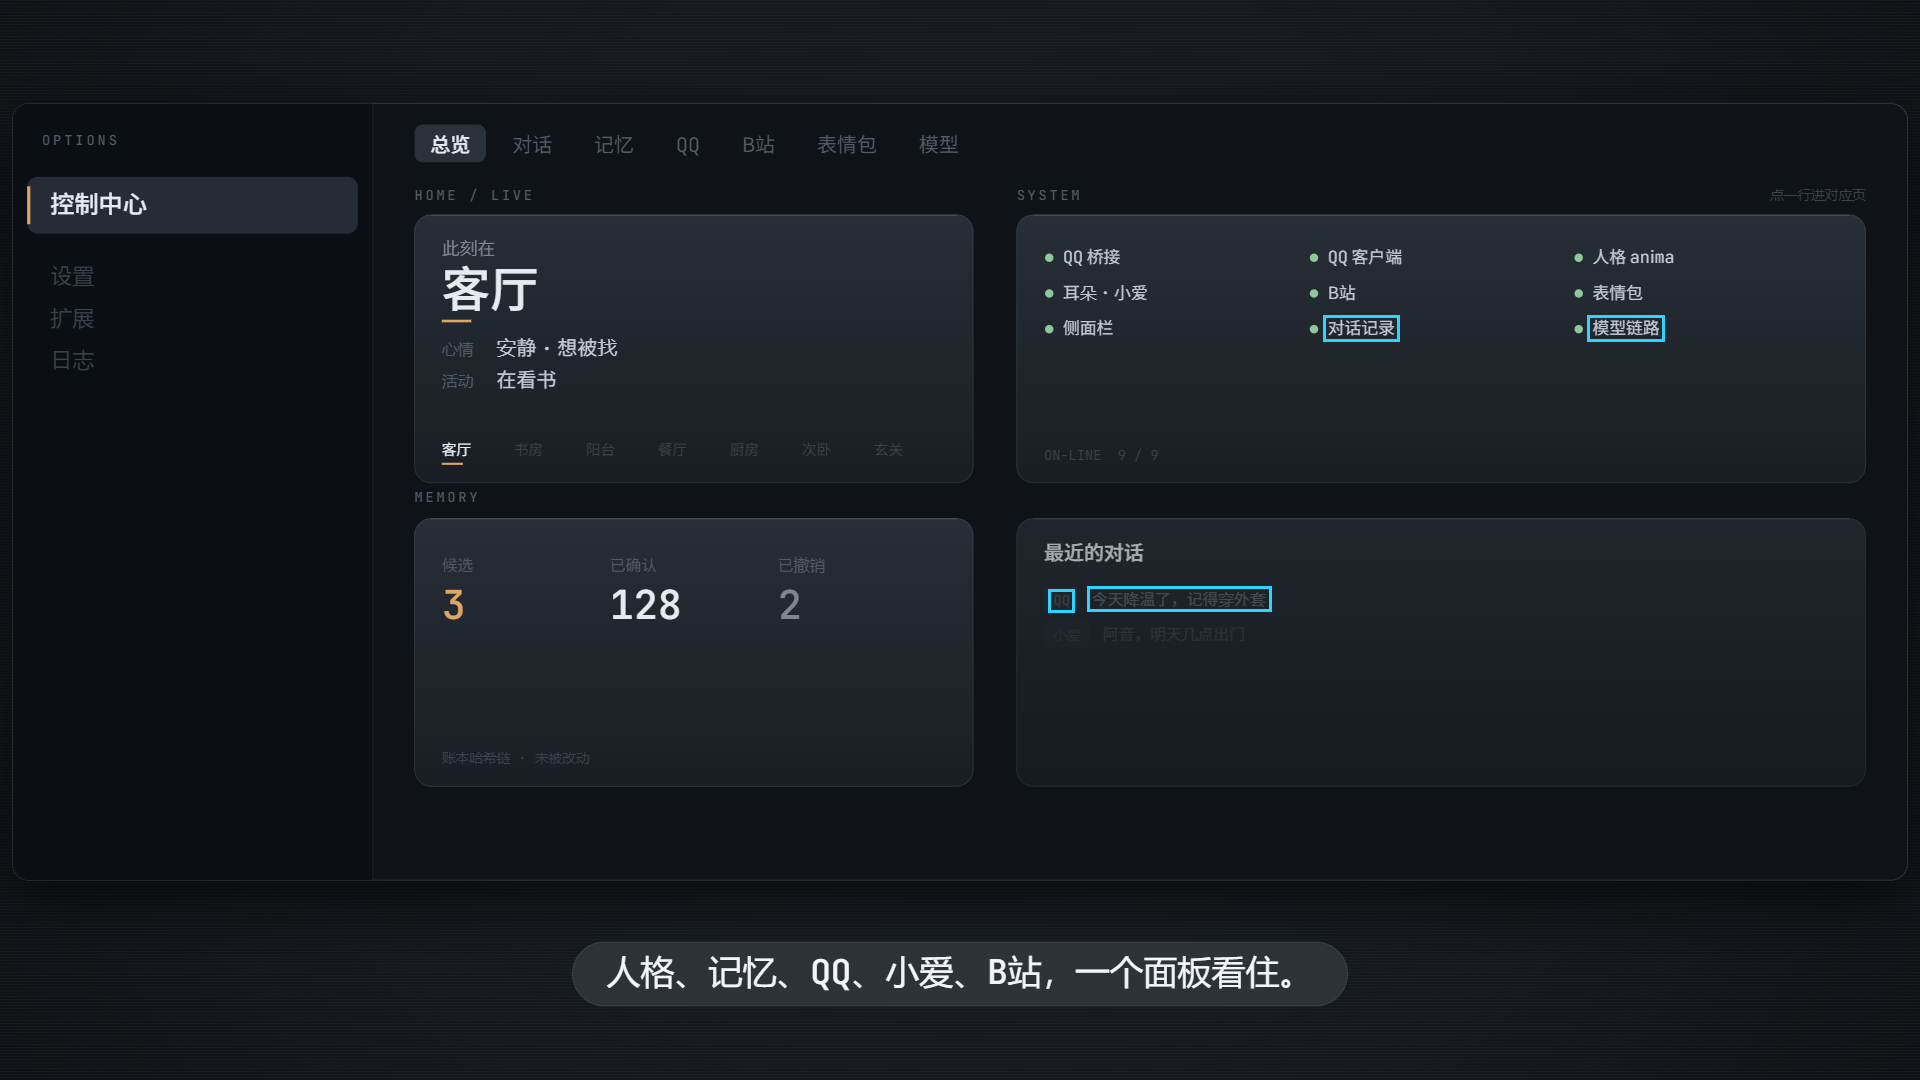 OPTIONS
控制中心
设置
扩展
日志
总览 对话 记忆 QQ B站 表情包 模型
HOME / LIVE
此刻在
客厅
心情 安静·想被找
活动 在看书
客厅 书房 阳台 餐厅 厨房 次卧 玄关
SYSTEM 点一行进对应页
QQ 桥接 QQ 客户端 人格 anima
耳朵·小爱 B站 表情包
侧面栏 对话记录 模型链路
ON-LINE 9 / 9
MEMORY
候选 已确认 已撤销
3 128 2
账本哈希链 · 未被改动
最近的对话
QQ 今天降温了，记得穿外套
小爱 阿音，明天几点出门
人格、记忆、QQ、小爱、B站，一个面板看住。